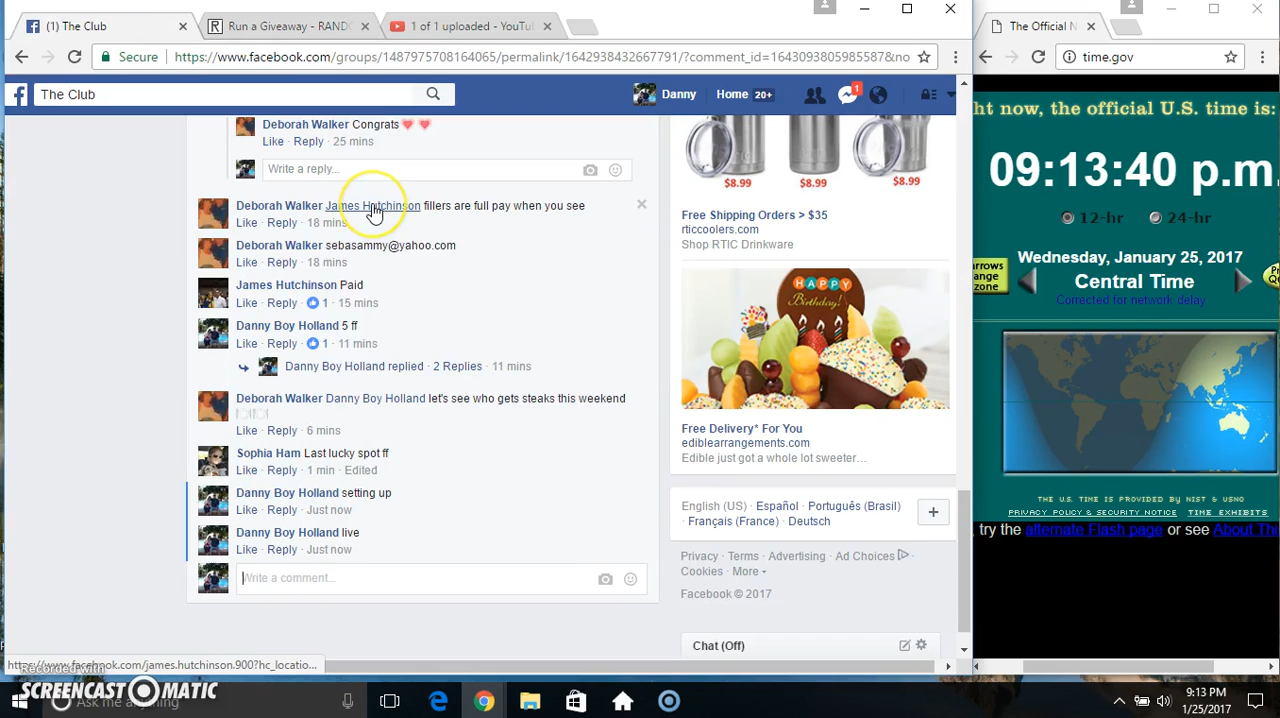 (1) The Club
Run a Giveaway - RAND
1 of 1 uploaded - YouTu
The Official N
Secure
https://www.facebook.com/groups/1487975708164065/permalink/1642938432667791/?comment_id=1643093805985587&no
time.gov
The Club
Danny
Home 20+
1
ht now, the official U.S. time is:
Deborah Walker Congrats
Like · Reply · 25 mins
Write a reply...
$8.99
$8.99
$8.99
09:13:40 p.m.
Deborah Walker James Hutchinson fillers are full pay when you see
Like · Reply · 18 mins
Free Shipping Orders > $35
rticcoolers.com
Shop RTIC Drinkware
12-hr
24-hr
Deborah Walker sebasammy@yahoo.com
Like · Reply · 18 mins
Wednesday, January 25, 2017
arrows
ange
zone
Central Time
Corrected for network delay
James Hutchinson Paid
Like · Reply · 1 · 15 mins
HAPPY
Birthday!
Danny Boy Holland 5 ff
Like · Reply · 1 · 11 mins
Danny Boy Holland replied · 2 Replies · 11 mins
Deborah Walker Danny Boy Holland let's see who gets steaks this weekend
Like · Reply · 6 mins
Free Delivery* For You
ediblearrangements.com
Edible just got a whole lot sweeter…
Sophia Ham Last lucky spot ff
Like · Reply · 1 min · Edited
Danny Boy Holland setting up
Like · Reply · Just now
Danny Boy Holland live
Like · Reply · Just now
Write a comment...
English (US) · Español · Português (Brasil) ·
Français (France) · Deutsch
Privacy · Terms · Advertising · Ad Choices
Cookies · More
Facebook © 2017
THE U.S. TIME IS PROVIDED BY NIST & USNO
PRIVACY POLICY & SECURITY NOTICE TIME EXHIBITS
, try the alternate Flash page or see About Thi
Chat (Off)
https://www.facebook.com/james.hutchinson.900?hc_locatio...
Recorded with
SCREENCAST-O-MATIC
Ask me anything
9:13 PM
1/25/2017